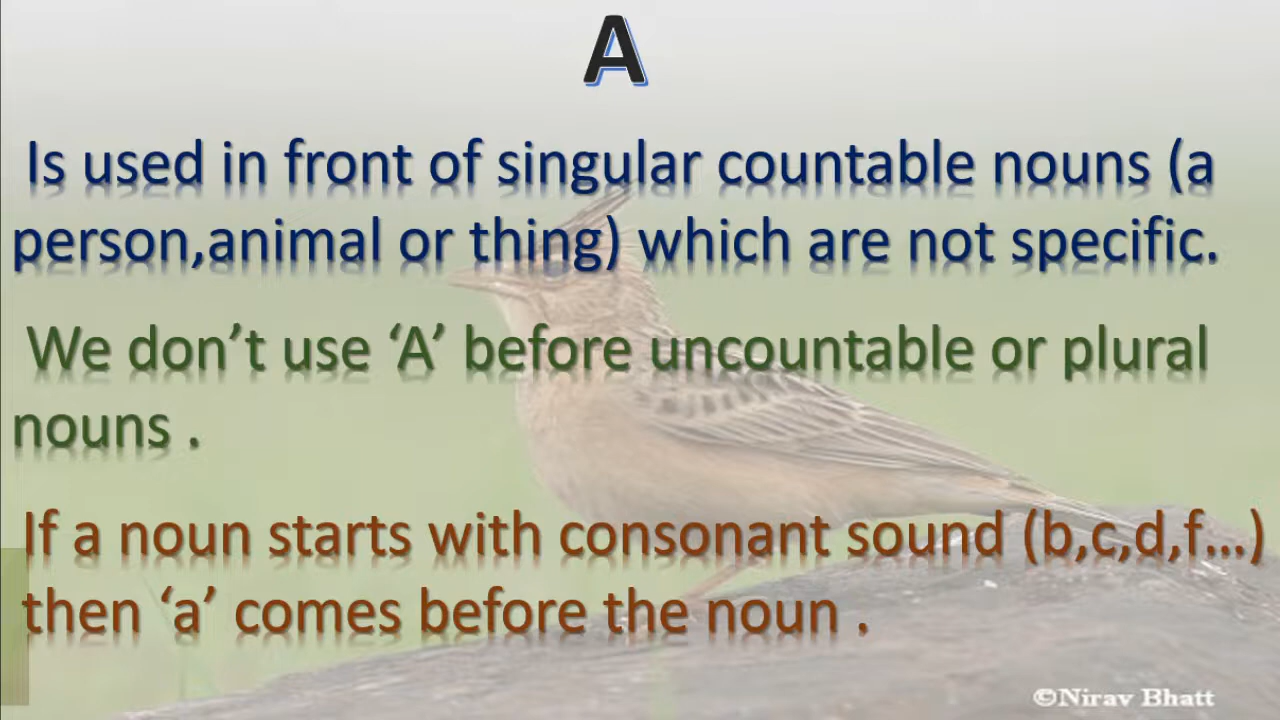 A
Is used in front of singular countable nouns (a
person,animal or thing) which are not specific.
We don’t use ‘A’ before uncountable or plural
nouns .
If a noun starts with consonant sound (b,c,d,f...)
then ‘a’ comes before the noun .
©Nirav Bhatt